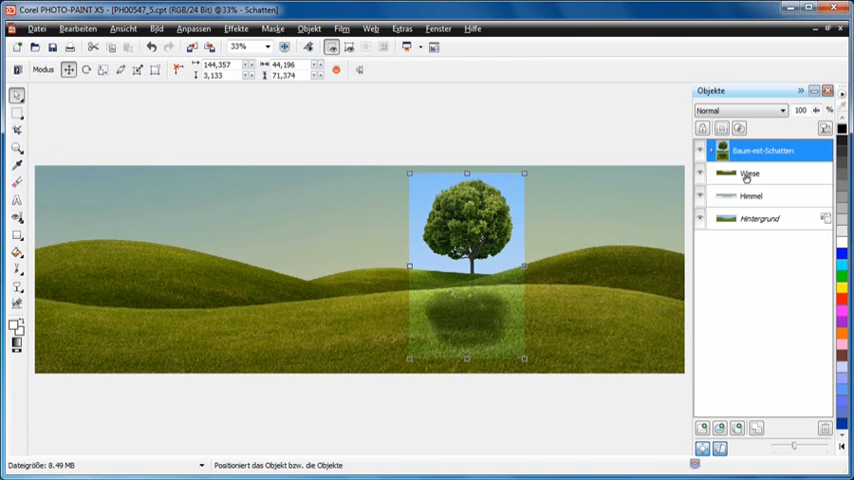 Corel PHOTO-PAINT X5 - [PH00547_5.cpt (RGB/24 Bit) @33% - Schatten]
Datei Bearbeiten Bild Anpassen Effekte Maske Objekt Film Web Extras Fenster Hilfe
33%
Modus 144,357 44,196
3,133 71,374
Objekte
Normal 100 %
Baum-mit-Schatten
Wiese
Himmel
Hintergrund
Dateigröße: 8.49 MB Positioniert das Objekt bzw. die Objekte